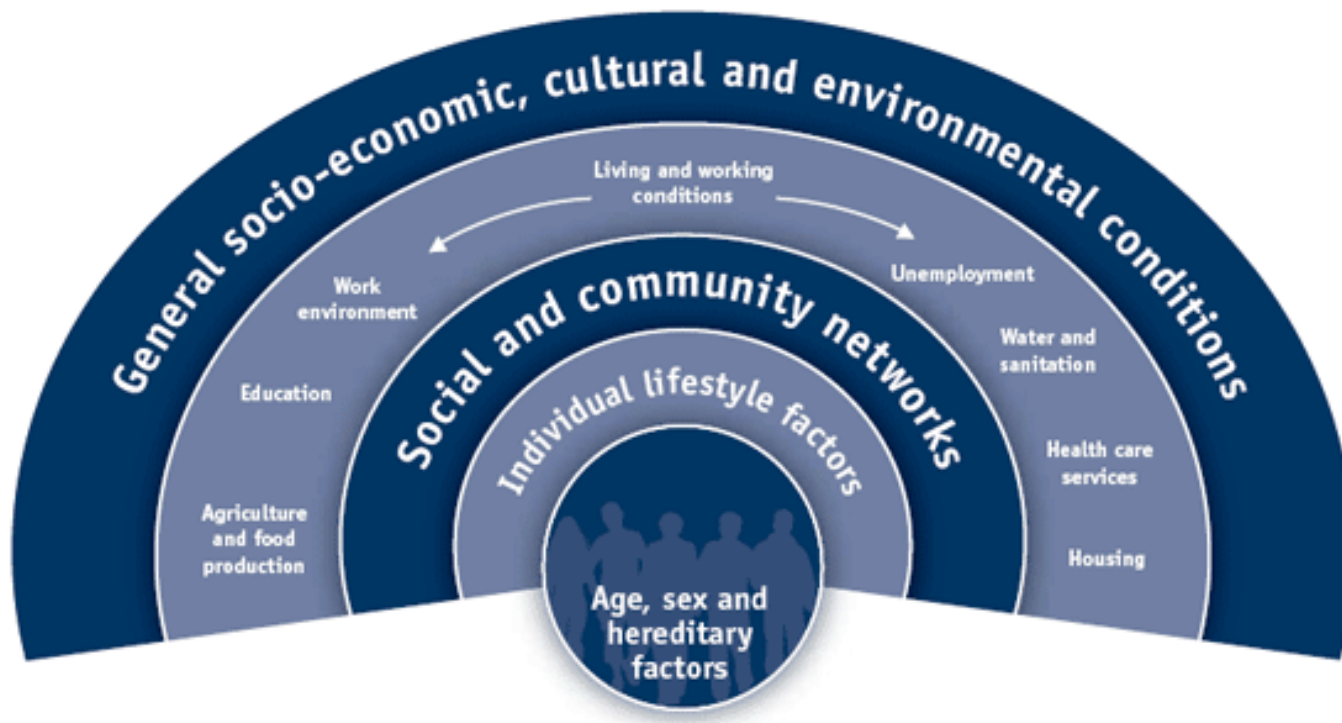 General socio-economic, cultural and environmental conditions
Living and working
conditions
Work
environment
Unemployment
Education
Water and
sanitation
Agriculture
and food
production
Health care
services
Housing
Social and community networks
Individual lifestyle factors
Age, sex and
hereditary
factors